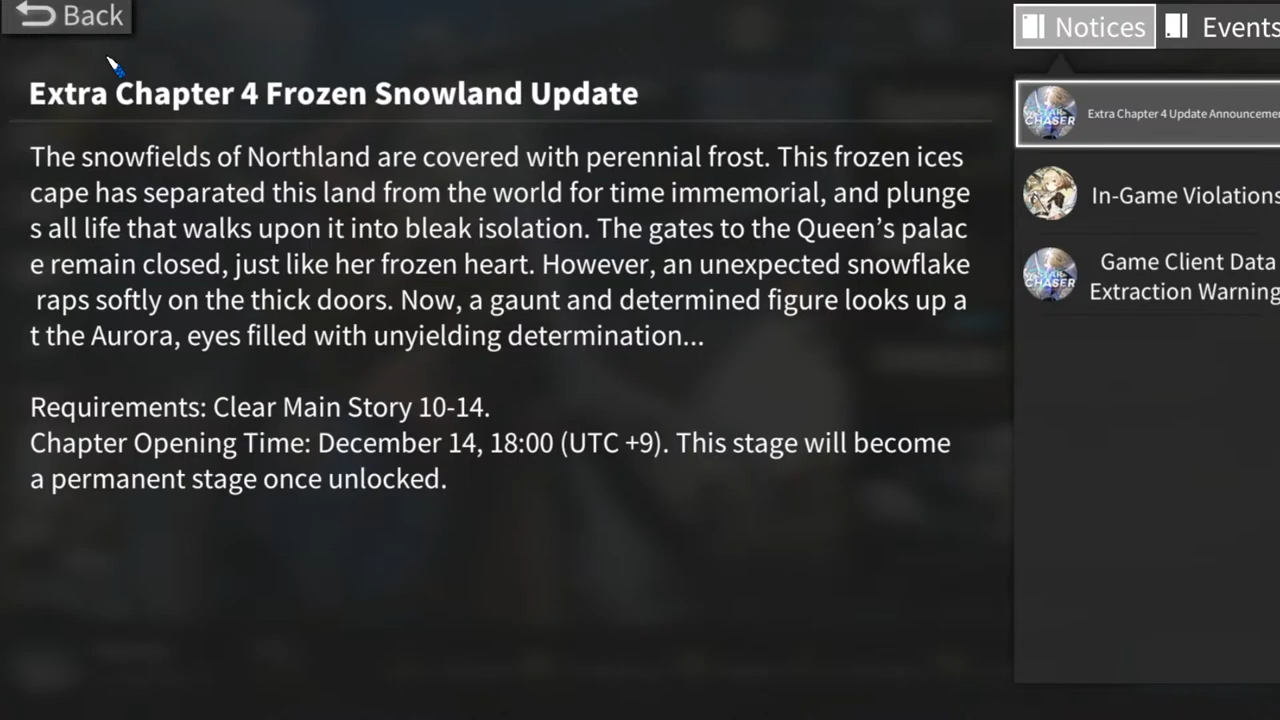 Back
Notices
Events
Extra Chapter 4 Frozen Snowland Update
The snowfields of Northland are covered with perennial frost. This frozen ices
cape has separated this land from the world for time immemorial, and plunge
s all life that walks upon it into bleak isolation. The gates to the Queen’s palac
e remain closed, just like her frozen heart. However, an unexpected snowflake
raps softly on the thick doors. Now, a gaunt and determined figure looks up a
t the Aurora, eyes filled with unyielding determination...
Requirements: Clear Main Story 10-14.
Chapter Opening Time: December 14, 18:00 (UTC +9). This stage will become
a permanent stage once unlocked.
STAR-
CHASER
Extra Chapter 4 Update Announcemen
In-Game Violations
STAR-
CHASER
Game Client Data
Extraction Warning